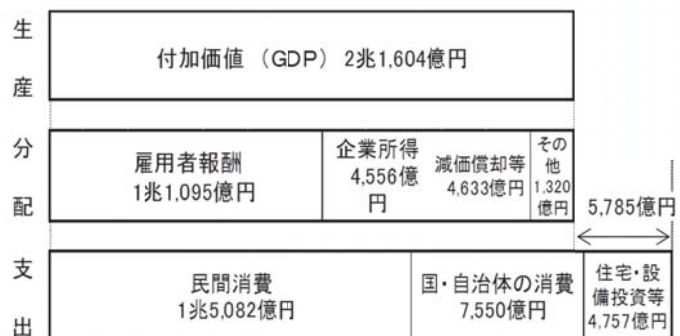 生
産
付加価値 （GDP） 2兆1,604億円
分
配
雇用者報酬
1兆1,095億円
企業所得
4,556億
円
減価償却等
4,633億円
その
他
1,320
億円
5,785億円
支
出
民間消費
1兆5,082億円
国・自治体の消費
7,550億円
住宅・設
備投資等
4,757億円